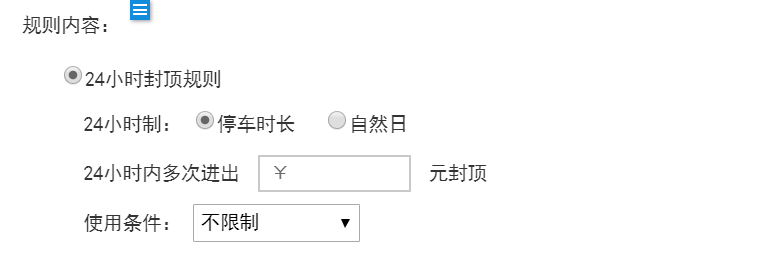 规则内容：
24小时封顶规则
24小时制： 停车时长 自然日
24小时内多次进出 ￥ 元封顶
使用条件： 不限制